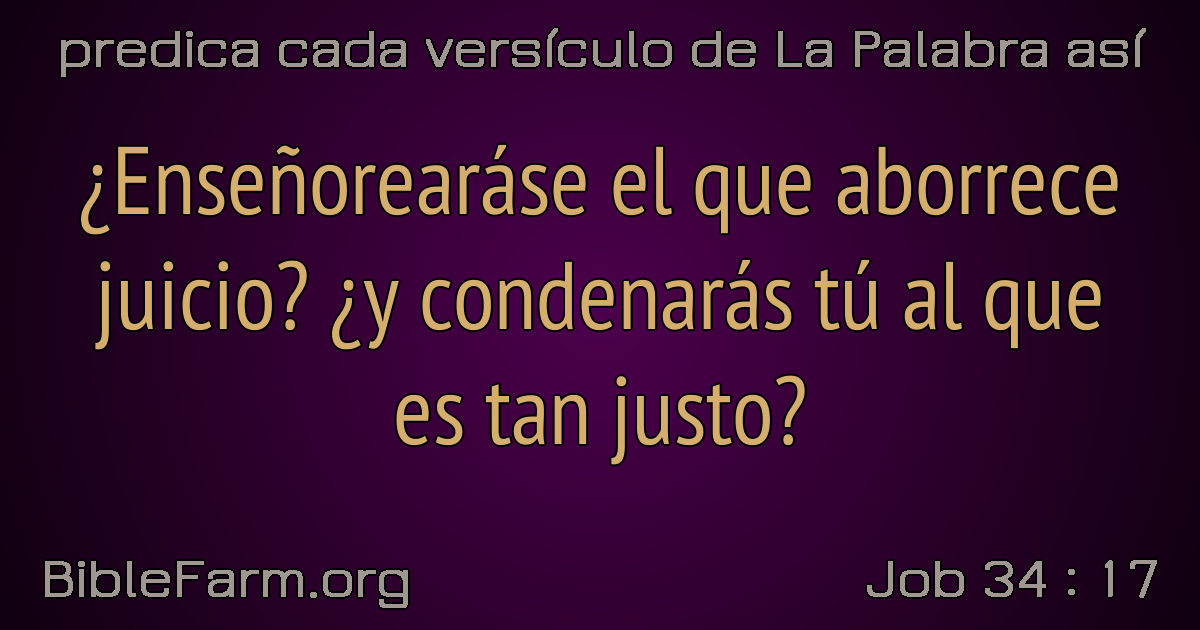 predica cada versículo de La Palabra así
¿Enseñorearáse el que aborrece
juicio? ¿y condenarás tú al que
es tan justo?
BibleFarm.org
Job 34 : 17